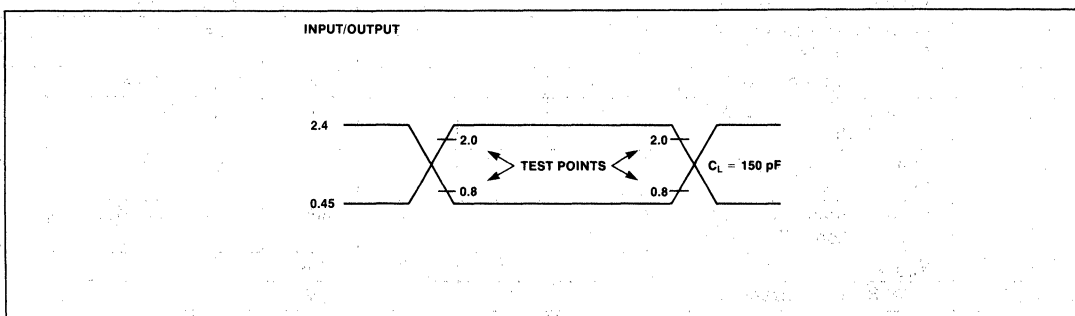 INPUT/OUTPUT
2.4
2.0
2.0
TEST POINTS
C_L = 150 pF
0.8
0.8
0.45